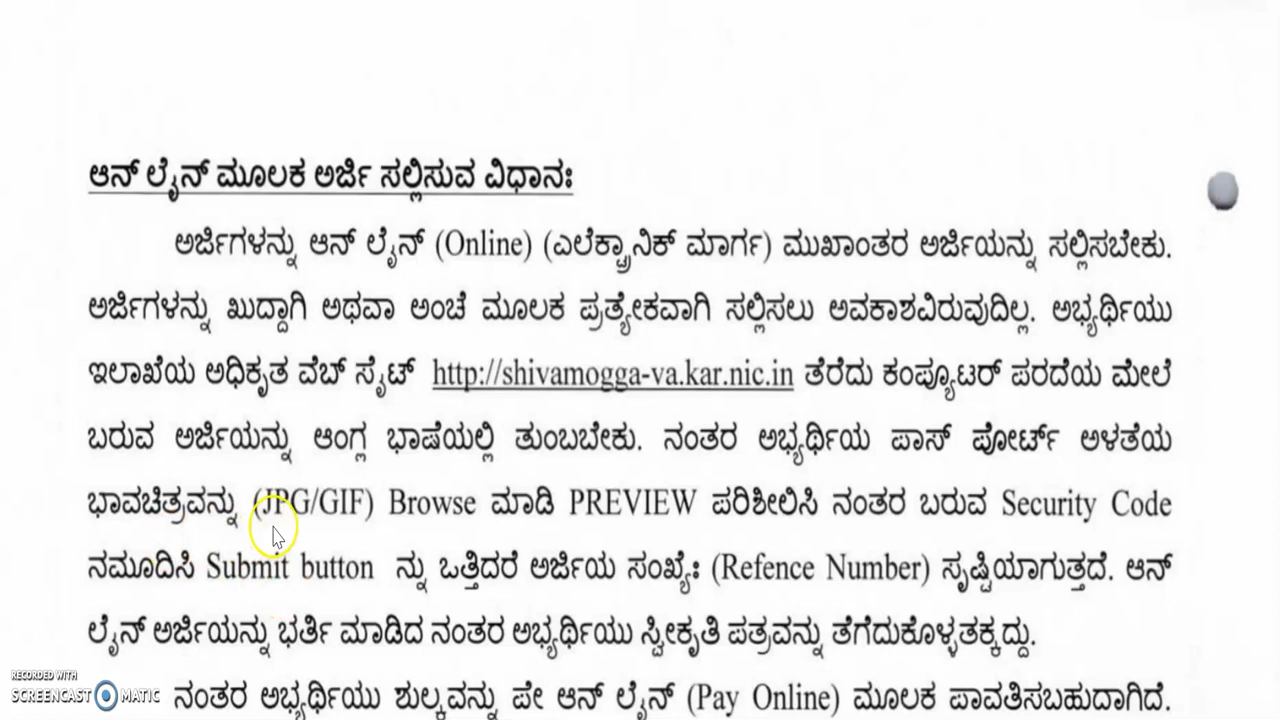 ಆನ್ ಲೈನ್ ಮೂಲಕ ಅರ್ಜಿ ಸಲ್ಲಿಸುವ ವಿಧಾನಃ
ಅರ್ಜಿಗಳನ್ನು ಆನ್ ಲೈನ್ (Online) (ಎಲೆಕ್ಟ್ರಾನಿಕ್ ಮಾರ್ಗ) ಮುಖಾಂತರ ಅರ್ಜಿಯನ್ನು ಸಲ್ಲಿಸಬೇಕು.
ಅರ್ಜಿಗಳನ್ನು ಖುದ್ದಾಗಿ ಅಥವಾ ಅಂಚೆ ಮೂಲಕ ಪ್ರತ್ಯೇಕವಾಗಿ ಸಲ್ಲಿಸಲು ಅವಕಾಶವಿರುವುದಿಲ್ಲ. ಅಭ್ಯರ್ಥಿಯು
ಇಲಾಖೆಯ ಅಧಿಕೃತ ವೆಬ್ ಸೈಟ್ http://shivamogga-va.kar.nic.in ತೆರೆದು ಕಂಪ್ಯೂಟರ್ ಪರದೆಯ ಮೇಲೆ
ಬರುವ ಅರ್ಜಿಯನ್ನು ಆಂಗ್ಲ ಭಾಷೆಯಲ್ಲಿ ತುಂಬಬೇಕು. ನಂತರ ಅಭ್ಯರ್ಥಿಯ ಪಾಸ್ ಪೋರ್ಟ್ ಅಳತೆಯ
ಭಾವಚಿತ್ರವನ್ನು (JPG/GIF) Browse ಮಾಡಿ PREVIEW ಪರಿಶೀಲಿಸಿ ನಂತರ ಬರುವ Security Code
ನಮೂದಿಸಿ Submit button ನ್ನು ಒತ್ತಿದರೆ ಅರ್ಜಿಯ ಸಂಖ್ಯೆಃ (Refence Number) ಸೃಷ್ಟಿಯಾಗುತ್ತದೆ. ಆನ್
ಲೈನ್ ಅರ್ಜಿಯನ್ನು ಭರ್ತಿ ಮಾಡಿದ ನಂತರ ಅಭ್ಯರ್ಥಿಯು ಸ್ವೀಕೃತಿ ಪತ್ರವನ್ನು ತೆಗೆದುಕೊಳ್ಳತಕ್ಕದ್ದು.
ನಂತರ ಅಭ್ಯರ್ಥಿಯು ಶುಲ್ಕವನ್ನು ಪೇ ಆನ್ ಲೈನ್ (Pay Online) ಮೂಲಕ ಪಾವತಿಸಬಹುದಾಗಿದೆ.
RECORDED WITH
SCREENCAST MATIC